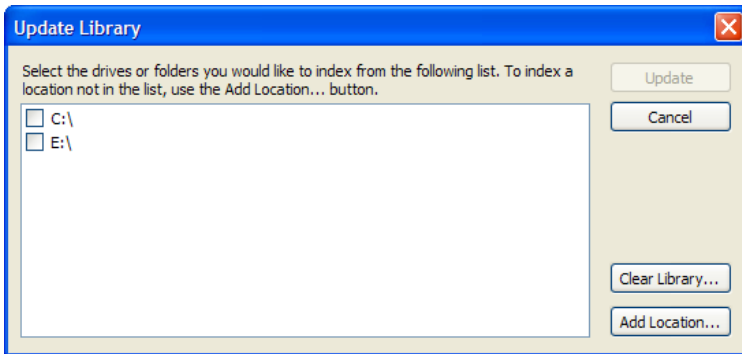 Update Library
Select the drives or folders you would like to index from the following list. To index a
location not in the list, use the Add Location... button.
Update
Cancel
C:\
E:\
Clear Library...
Add Location...